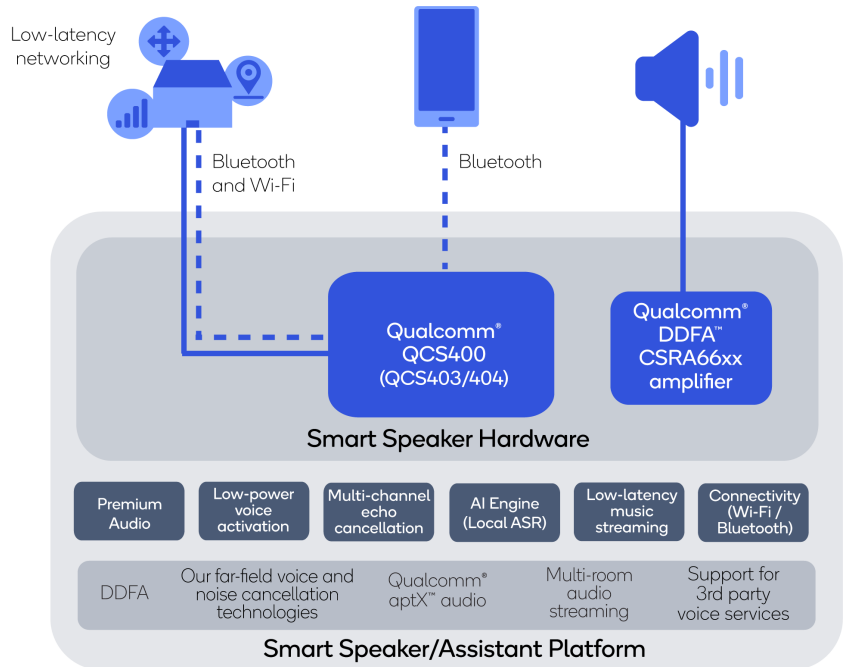 Low-latency
networking
Bluetooth
and Wi-Fi
Bluetooth
Qualcomm®
QCS400
(QCS403/404)
Qualcomm®
DDFA™
CSRA66xx
amplifier
Smart Speaker Hardware
Premium
Audio
Low-power
voice
activation
Multi-channel
echo
cancellation
AI Engine
(Local ASR)
Low-latency
music
streaming
Connectivity
(Wi-Fi /
Bluetooth)
DDFA
Our far-field voice and
noise cancellation
technologies
Qualcomm®
aptX™ audio
Multi-room
audio
streaming
Support for
3rd party
voice services
Smart Speaker/Assistant Platform